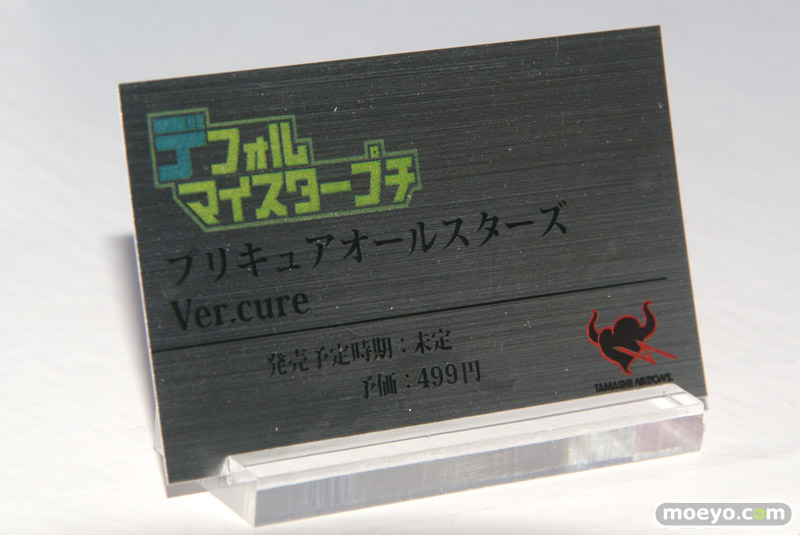 デフォル
マイスタープチ
プリキュアオールスターズ
Ver.cure
発売予定時期：未定
予価：499円
TAMASHII NATIONS
moeyo.com